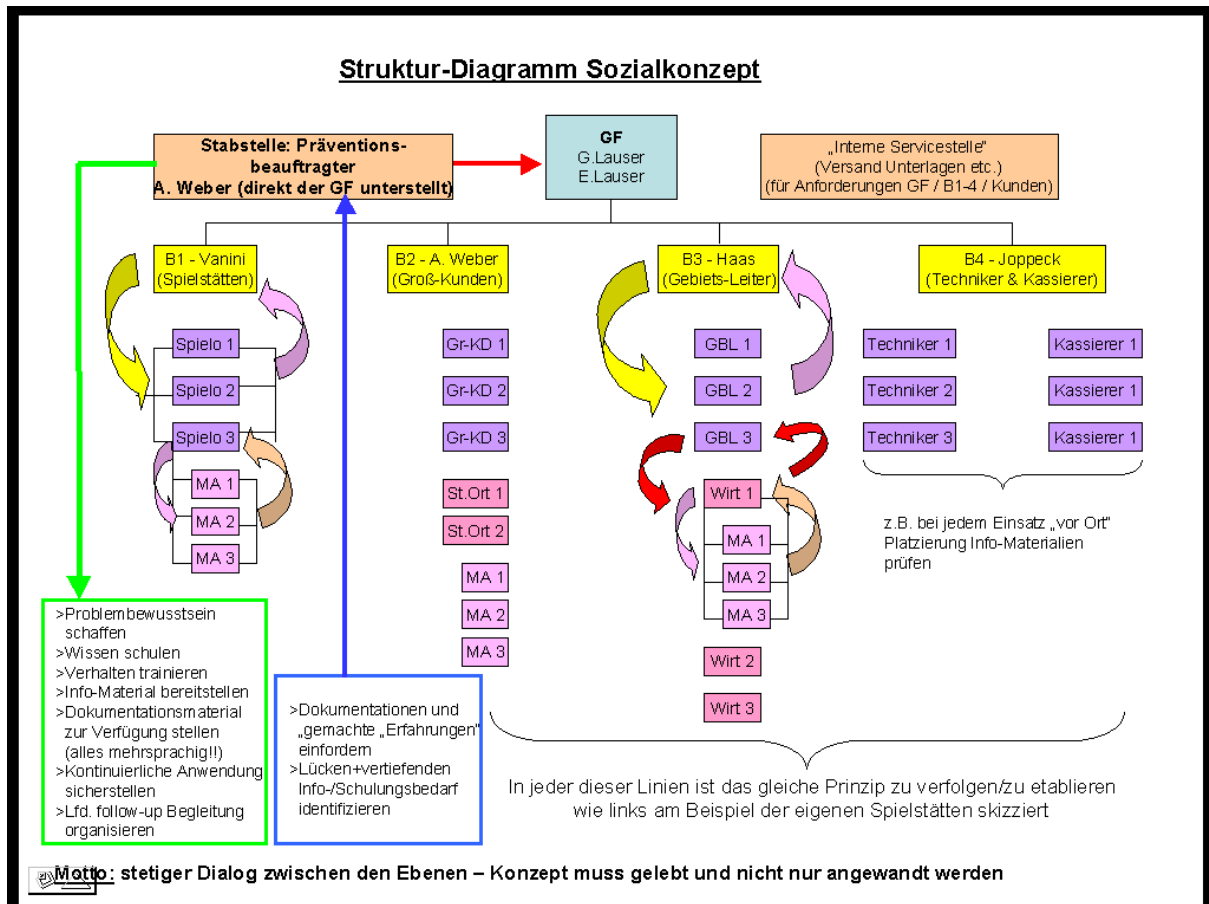 Struktur-Diagramm Sozialkonzept
Stabstelle: Präventions-
beauftragter
A. Weber (direkt der GF unterstellt)
GF
G.Lauser
E.Lauser
„Interne Servicestelle"
(Versand Unterlagen etc.)
(für Anforderungen GF / B1-4 / Kunden)
B1 - Vanini
(Spielstätten)
B2 - A. Weber
(Groß-Kunden)
B3 - Haas
(Gebiets-Leiter)
B4 - Joppeck
(Techniker & Kassierer)
Spielo 1
Spielo 2
Spielo 3
MA 1
MA 2
MA 3
Gr-KD 1
Gr-KD 2
Gr-KD 3
St.Ort 1
St.Ort 2
MA 1
MA 2
MA 3
GBL 1
GBL 2
GBL 3
Wirt 1
MA 1
MA 2
MA 3
Wirt 2
Wirt 3
Techniker 1
Techniker 2
Techniker 3
Kassierer 1
Kassierer 1
Kassierer 1
z.B. bei jedem Einsatz „vor Ort"
Platzierung Info-Materialien
prüfen
>Problembewusstsein
schaffen
>Wissen schulen
>Verhalten trainieren
>Info-Material bereitstellen
>Dokumentationsmaterial
zur Verfügung stellen
(alles mehrsprachig!!)
>Kontinuierliche Anwendung
sicherstellen
>Lfd. follow-up Begleitung
organisieren
>Dokumentationen und
„gemachte „Erfahrungen"
einfordern
>Lücken+vertiefenden
Info-/Schulungsbedarf
identifizieren
In jeder dieser Linien ist das gleiche Prinzip zu verfolgen/zu etablieren
wie links am Beispiel der eigenen Spielstätten skizziert
Motto: stetiger Dialog zwischen den Ebenen – Konzept muss gelebt und nicht nur angewandt werden